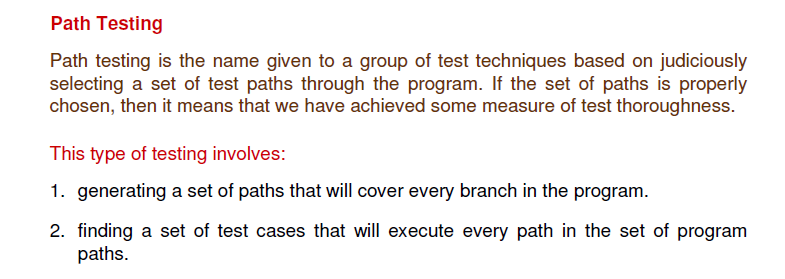 Path Testing
Path testing is the name given to a group of test techniques based on judiciously
selecting a set of test paths through the program. If the set of paths is properly
chosen, then it means that we have achieved some measure of test thoroughness.
This type of testing involves:
1. generating a set of paths that will cover every branch in the program.
2. finding a set of test cases that will execute every path in the set of program
paths.